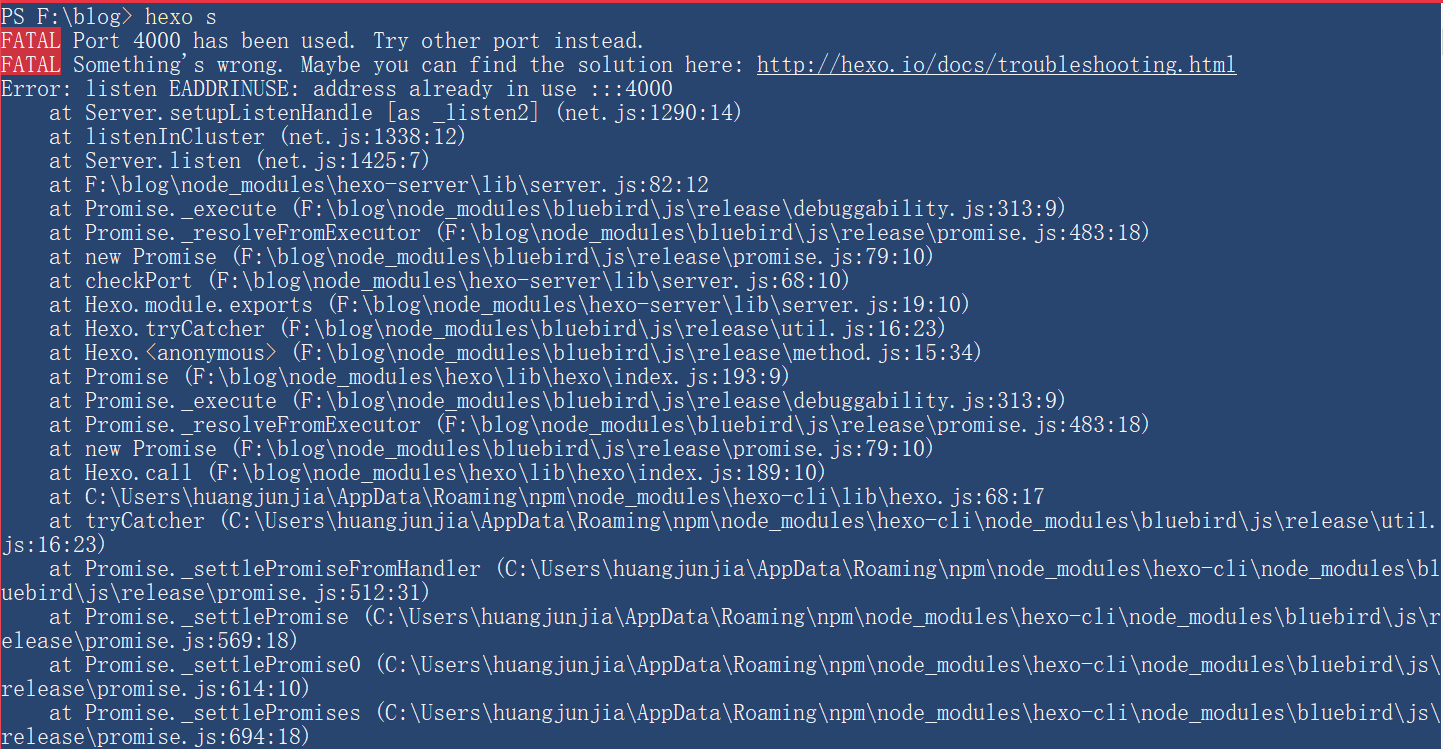 PS F:\blog> hexo s
FATAL Port 4000 has been used. Try other port instead.
FATAL Something's wrong. Maybe you can find the solution here: http://hexo.io/docs/troubleshooting.html
Error: listen EADDRINUSE: address already in use :::4000
    at Server.setupListenHandle [as _listen2] (net.js:1290:14)
    at listenInCluster (net.js:1338:12)
    at Server.listen (net.js:1425:7)
    at F:\blog\node_modules\hexo-server\lib\server.js:82:12
    at Promise._execute (F:\blog\node_modules\bluebird\js\release\debuggability.js:313:9)
    at Promise._resolveFromExecutor (F:\blog\node_modules\bluebird\js\release\promise.js:483:18)
    at new Promise (F:\blog\node_modules\bluebird\js\release\promise.js:79:10)
    at checkPort (F:\blog\node_modules\hexo-server\lib\server.js:68:10)
    at Hexo.module.exports (F:\blog\node_modules\hexo-server\lib\server.js:19:10)
    at Hexo.tryCatcher (F:\blog\node_modules\bluebird\js\release\util.js:16:23)
    at Hexo.<anonymous> (F:\blog\node_modules\bluebird\js\release\method.js:15:34)
    at Promise (F:\blog\node_modules\hexo\lib\hexo\index.js:193:9)
    at Promise._execute (F:\blog\node_modules\bluebird\js\release\debuggability.js:313:9)
    at Promise._resolveFromExecutor (F:\blog\node_modules\bluebird\js\release\promise.js:483:18)
    at new Promise (F:\blog\node_modules\bluebird\js\release\promise.js:79:10)
    at Hexo.call (F:\blog\node_modules\hexo\lib\hexo\index.js:189:10)
    at C:\Users\huangjunjia\AppData\Roaming\npm\node_modules\hexo-cli\lib\hexo.js:68:17
    at tryCatcher (C:\Users\huangjunjia\AppData\Roaming\npm\node_modules\hexo-cli\node_modules\bluebird\js\release\util.
js:16:23)
    at Promise._settlePromiseFromHandler (C:\Users\huangjunjia\AppData\Roaming\npm\node_modules\hexo-cli\node_modules\bl
uebird\js\release\promise.js:512:31)
    at Promise._settlePromise (C:\Users\huangjunjia\AppData\Roaming\npm\node_modules\hexo-cli\node_modules\bluebird\js\r
elease\promise.js:569:18)
    at Promise._settlePromise0 (C:\Users\huangjunjia\AppData\Roaming\npm\node_modules\hexo-cli\node_modules\bluebird\js\
release\promise.js:614:10)
    at Promise._settlePromises (C:\Users\huangjunjia\AppData\Roaming\npm\node_modules\hexo-cli\node_modules\bluebird\js\
release\promise.js:694:18)